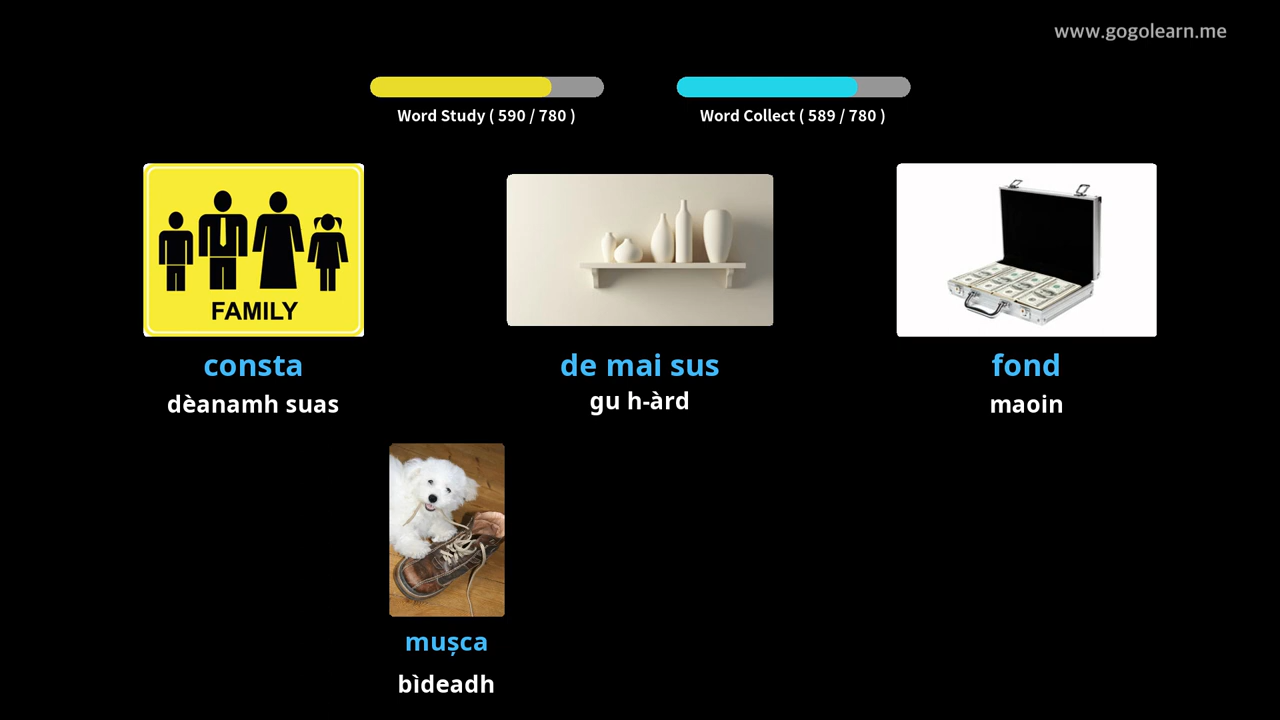 www.gogolearn.me
Word Study ( 590 / 780 )
Word Collect ( 589 / 780 )
FAMILY
consta
de mai sus
fond
dèanamh suas
gu h-àrd
maoin
mușca
bìdeadh